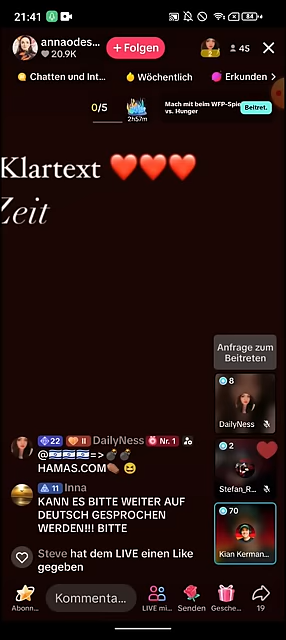 21:41
84
annaodes...
20.9K
+ Folgen
2
45
Chatten und Int...
Wöchentlich
Erkunden >
0/5
2h57m
Mach mit beim WFP-Spie
vs. Hunger
Beitret.
Klartext ❤️❤️❤️
Zeit
Anfrage zum
Beitreten
8
DailyNess
2
Stefan_R...
70
Kian Kerman...
22 II DailyNess Nr. 1
@🇮🇱🇮🇱🇮🇱=>💣💣
HAMAS.COM⚰️😆
11 Inna
KANN ES BITTE WEITER AUF
DEUTSCH GESPROCHEN
WERDEN!!! BITTE
Steve hat dem LIVE einen Like
gegeben
Abonn...
Kommenta...
LIVE mi...
Senden
Gesche...
19